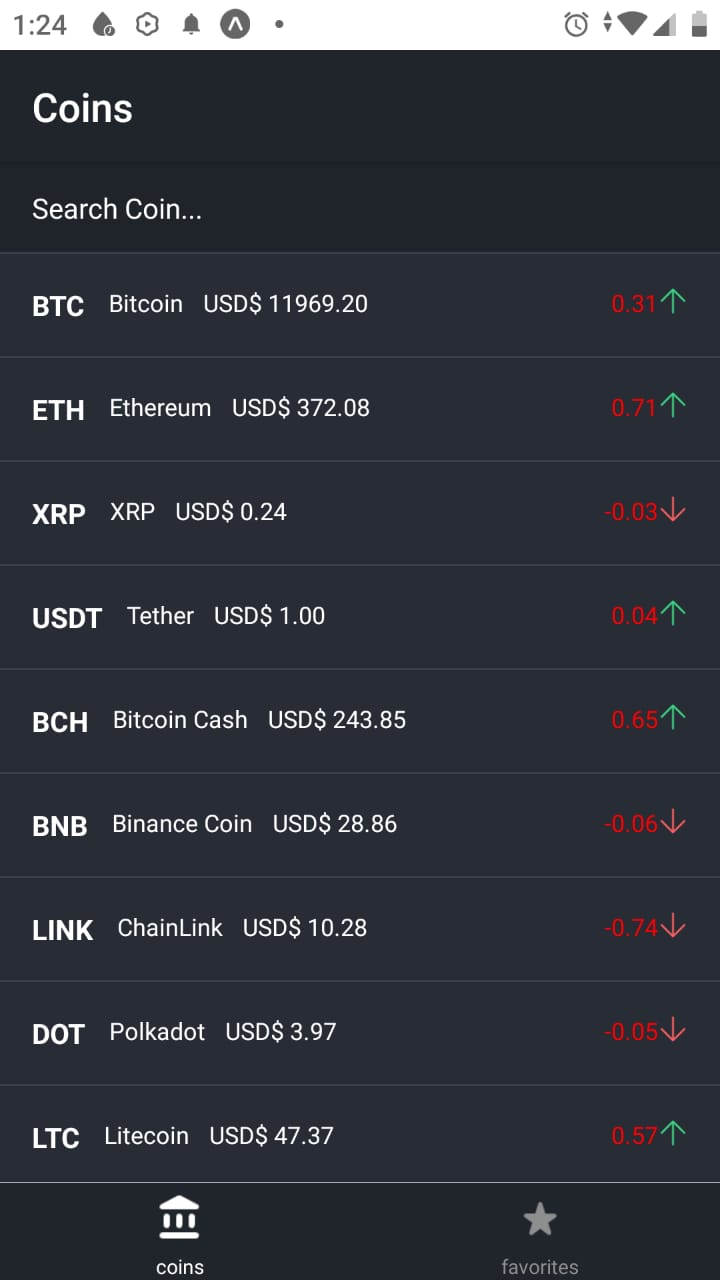 1:24
Coins
Search Coin...
BTC Bitcoin USD$ 11969.20 0.31
ETH Ethereum USD$ 372.08 0.71
XRP XRP USD$ 0.24 -0.03
USDT Tether USD$ 1.00 0.04
BCH Bitcoin Cash USD$ 243.85 0.65
BNB Binance Coin USD$ 28.86 -0.06
LINK ChainLink USD$ 10.28 -0.74
DOT Polkadot USD$ 3.97 -0.05
LTC Litecoin USD$ 47.37 0.57
coins favorites